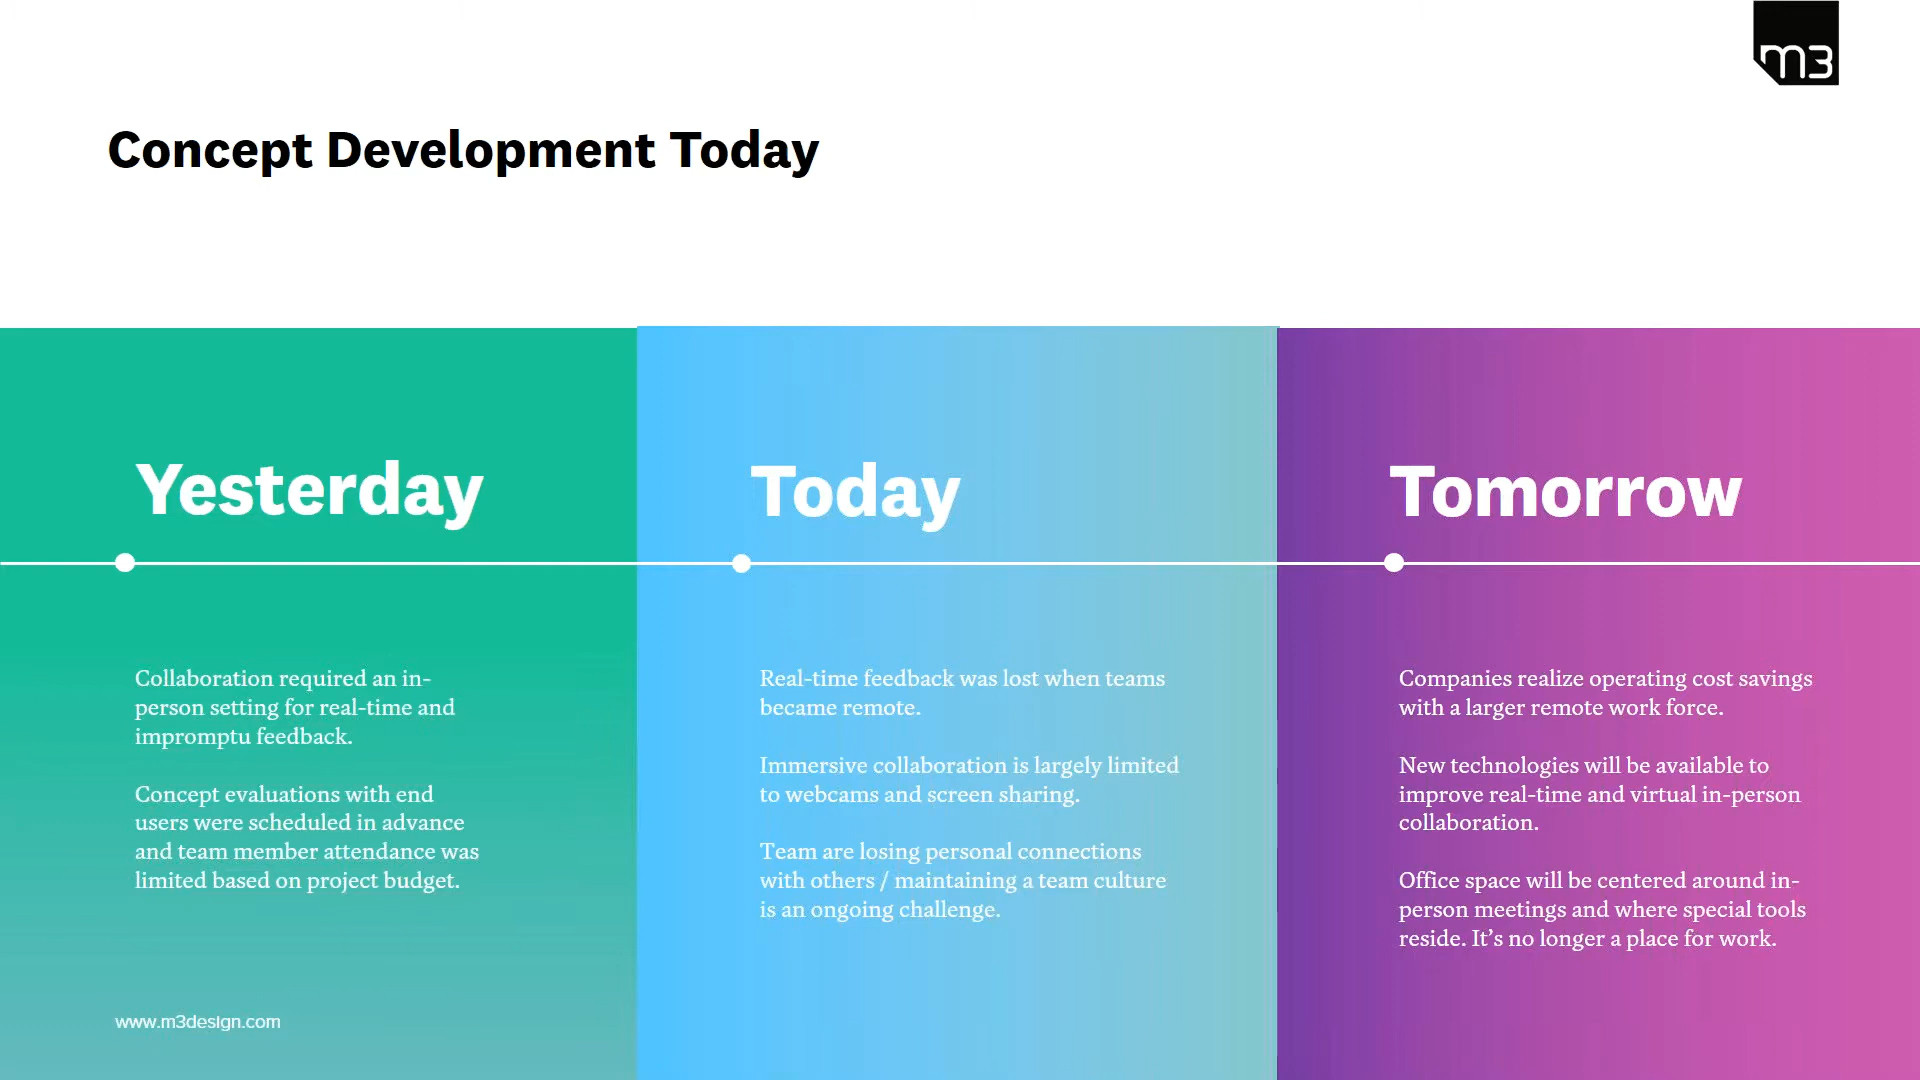 m3
Concept Development Today
Yesterday
Collaboration required an in-
person setting for real-time and
impromptu feedback.
Concept evaluations with end
users were scheduled in advance
and team member attendance was
limited based on project budget.
www.m3design.com
Today
Real-time feedback was lost when teams
became remote.
Immersive collaboration is largely limited
to webcams and screen sharing.
Team are losing personal connections
with others / maintaining a team culture
is an ongoing challenge.
Tomorrow
Companies realize operating cost savings
with a larger remote work force.
New technologies will be available to
improve real-time and virtual in-person
collaboration.
Office space will be centered around in-
person meetings and where special tools
reside. It’s no longer a place for work.